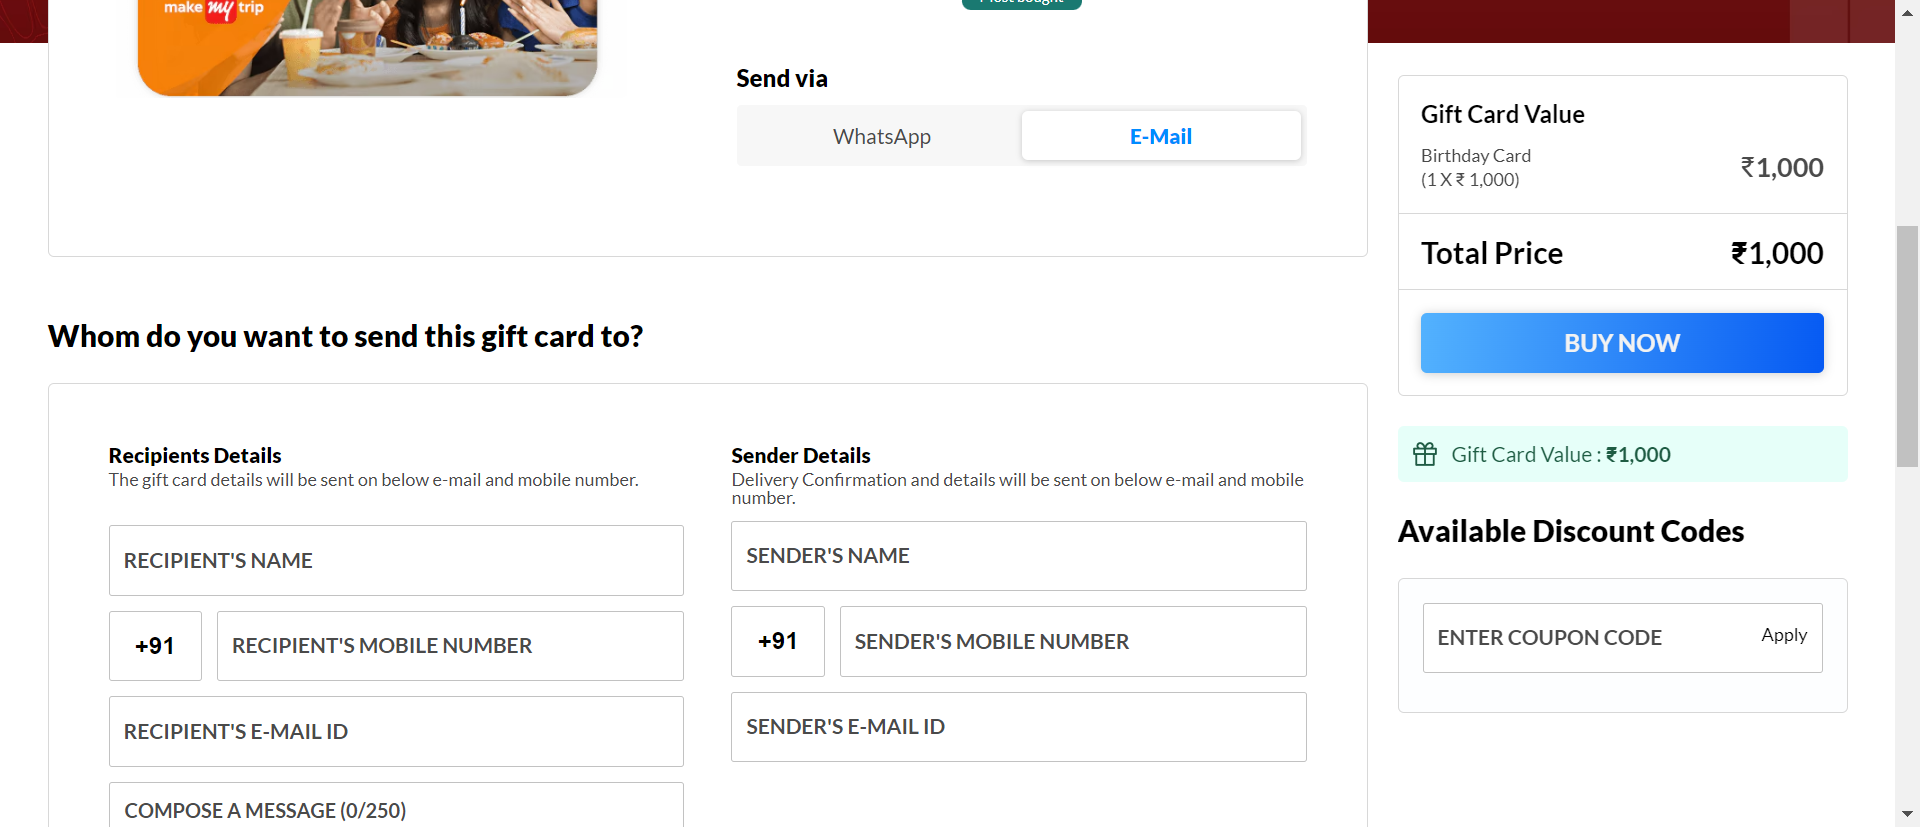 make my trip
Send via
WhatsApp
E-Mail
Whom do you want to send this gift card to?
Recipients Details
The gift card details will be sent on below e-mail and mobile number.
RECIPIENT'S NAME
+91
RECIPIENT'S MOBILE NUMBER
RECIPIENT'S E-MAIL ID
COMPOSE A MESSAGE (0/250)
Sender Details
Delivery Confirmation and details will be sent on below e-mail and mobile
number.
SENDER'S NAME
+91
SENDER'S MOBILE NUMBER
SENDER'S E-MAIL ID
Gift Card Value
Birthday Card
(1 X ₹ 1,000)
₹1,000
Total Price
₹1,000
BUY NOW
Gift Card Value : ₹1,000
Available Discount Codes
ENTER COUPON CODE
Apply